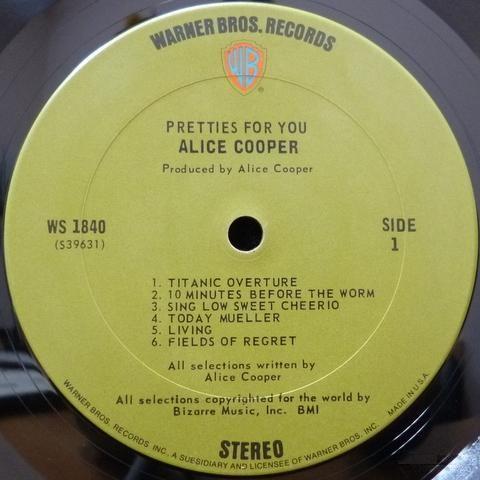 WARNER BROS. RECORDS
WB
®
PRETTIES FOR YOU
ALICE COOPER
Produced by Alice Cooper
WS 1840
(S39631)
SIDE
1
1. TITANIC OVERTURE
2. 10 MINUTES BEFORE THE WORM
3. SING LOW SWEET CHEERIO
4. TODAY MUELLER
5. LIVING
6. FIELDS OF REGRET
All selections written by
Alice Cooper
All selections copyrighted for the world by
Bizarre Music, Inc. BMI
STEREO
WARNER BROS. RECORDS INC., A SUESIDIARY AND LICENSEE OF WARNER BROS. INC. MADE IN U.S.A.